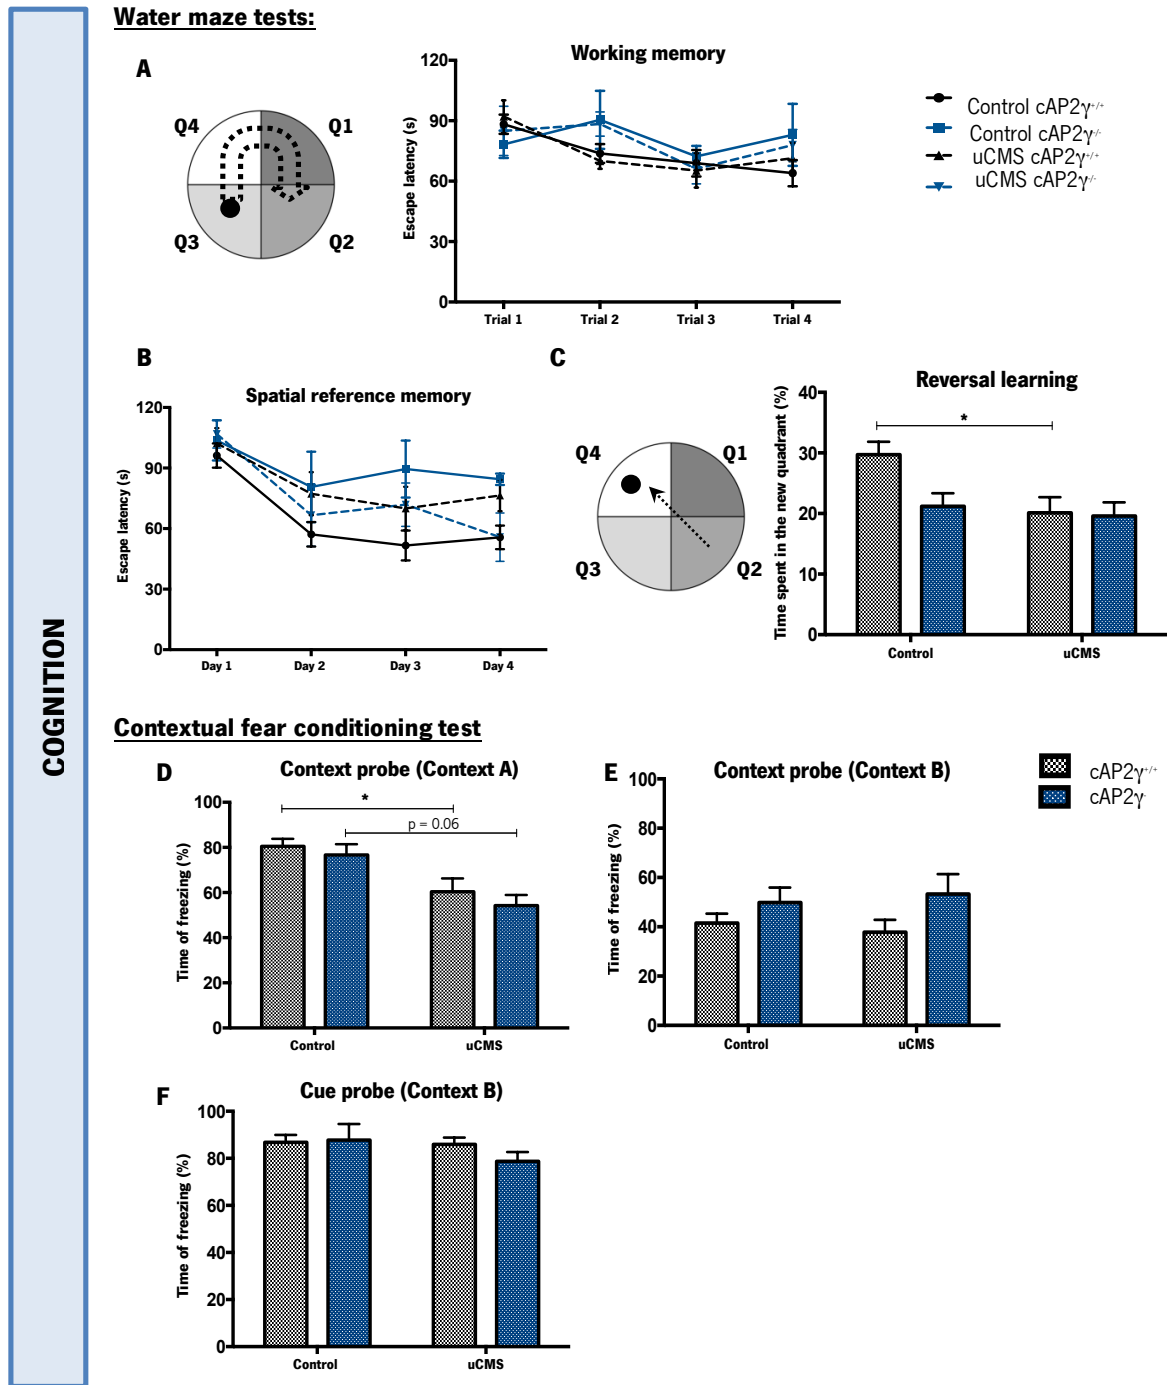 COGNITION
Water maze tests:
A
Q4
Q1
Q3
Q2
Working memory
Escape latency (s)
120
90
60
30
0
Trial 1
Trial 2
Trial 3
Trial 4
Control cAP2γ+/+
Control cAP2γ-/-
uCMS cAP2γ+/+
uCMS cAP2γ-/-
B
Spatial reference memory
Escape latency (s)
120
90
60
30
0
Day 1
Day 2
Day 3
Day 4
C
Q4
Q1
Q3
Q2
Reversal learning
Time spent in the new quadrant (%)
40
30
20
10
0
*
Control
uCMS
Contextual fear conditioning test
D
Context probe (Context A)
Time of freezing (%)
100
80
60
40
20
0
*
p = 0.06
Control
uCMS
E
Context probe (Context B)
Time of freezing (%)
100
80
60
40
20
0
Control
uCMS
cAP2γ+/+
cAP2γ-
F
Cue probe (Context B)
Time of freezing (%)
100
80
60
40
20
0
Control
uCMS